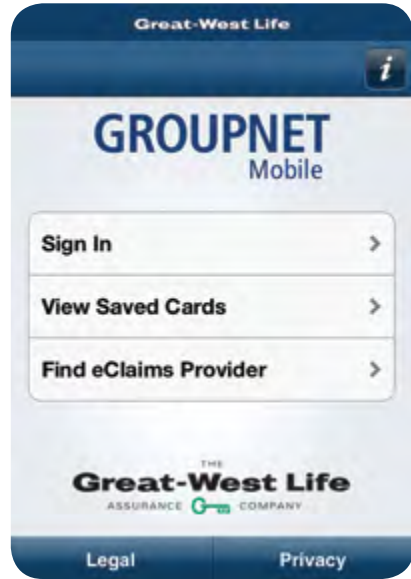 Great-West Life
i
GROUPNET
Mobile
Sign In
View Saved Cards
Find eClaims Provider
THE
Great-West Life
ASSURANCE COMPANY
Legal Privacy